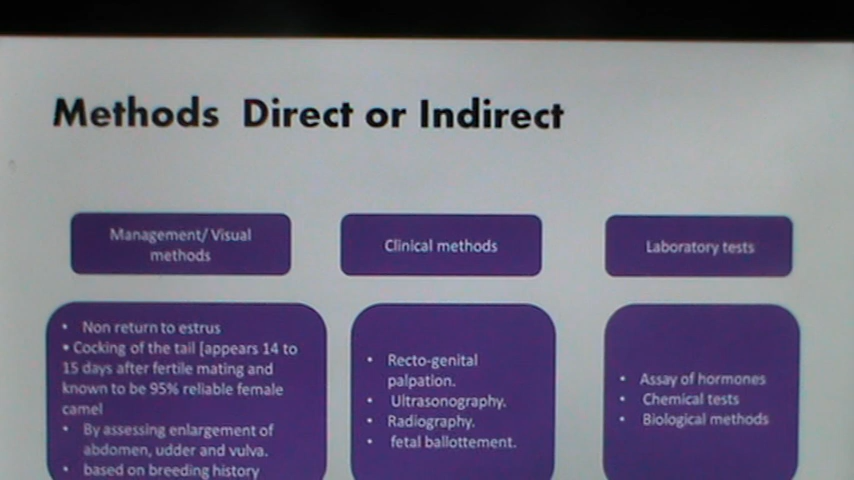 Methods Direct or Indirect
Management/ Visual
methods
Clinical methods
Laboratory tests
• Non return to estrus
• Cocking of the tail [appears 14 to
15 days after fertile mating and
known to be 95% reliable female
camel
• By assessing enlargement of
abdomen, udder and vulva.
• based on breeding history
• Recto-genital
palpation.
• Ultrasonography.
• Radiography.
• fetal ballottement.
• Assay of hormones
• Chemical tests
• Biological methods